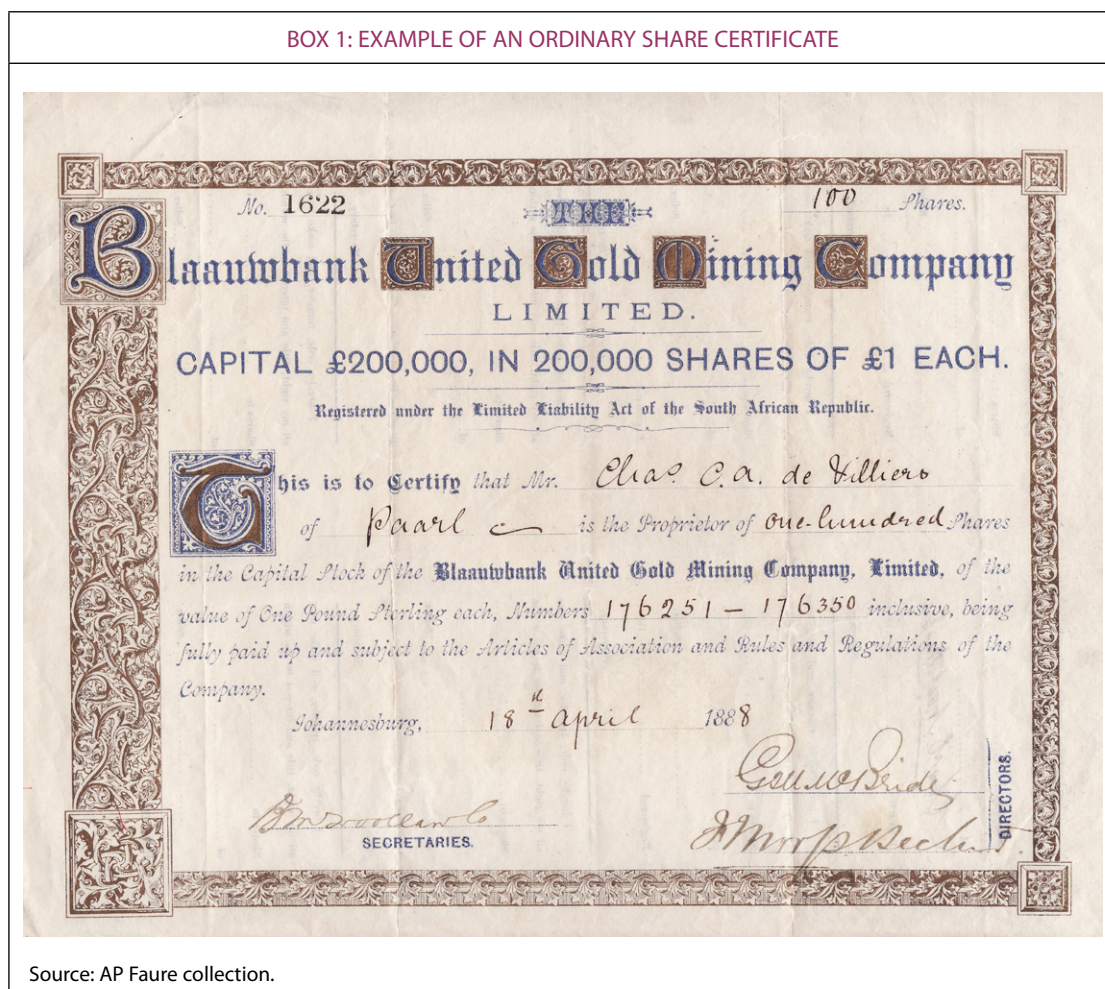 BOX 1: EXAMPLE OF AN ORDINARY SHARE CERTIFICATE
No. 1622
100 Shares.
THE
Blaauwbank United Gold Mining Company
LIMITED.
CAPITAL £200,000, IN 200,000 SHARES OF £1 EACH.
Registered under the Limited Liability Act of the South African Republic.
This is to Certify that Mr. Chas. C. A. de Villiers
of Paarl is the Proprietor of one-hundred Shares
in the Capital Stock of the Blaauwbank United Gold Mining Company, Limited, of the
value of One Pound Sterling each, Numbers 176251 – 176350 inclusive, being
fully paid up and subject to the Articles of Association and Rules and Regulations of the
Company.
Johannesburg, 18th April 1888
SECRETARIES.
DIRECTORS.
Source: AP Faure collection.